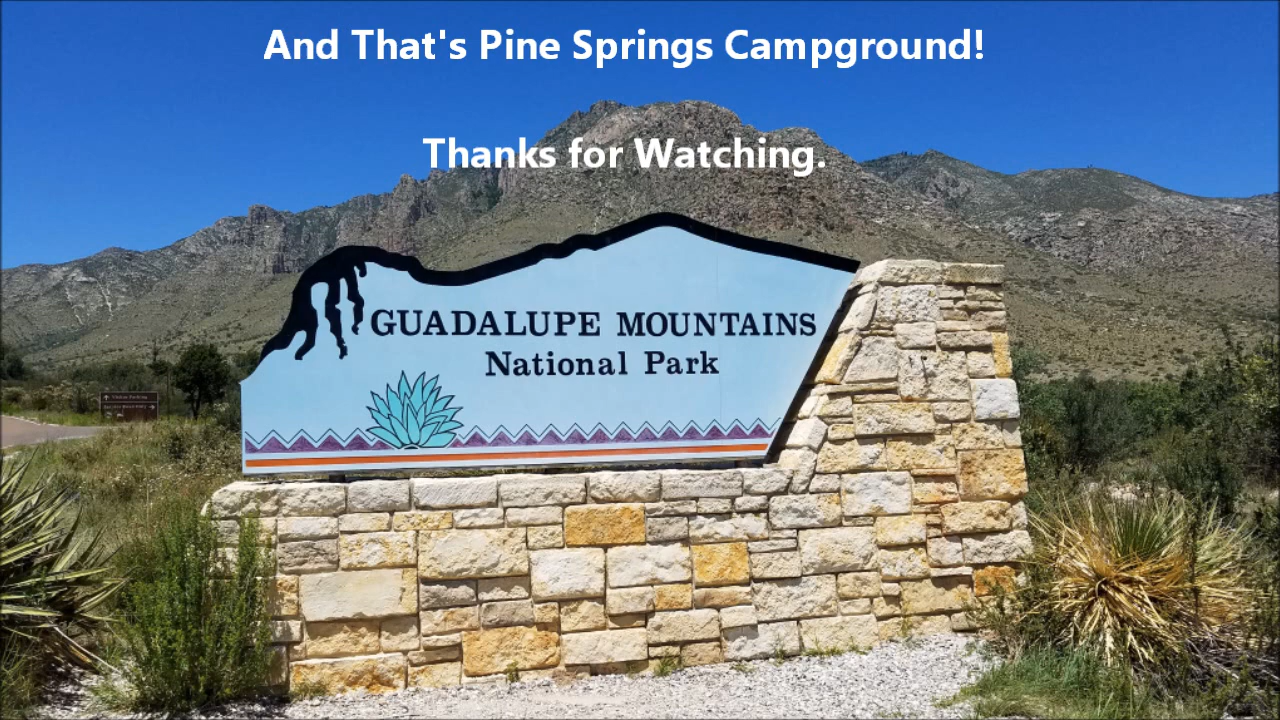 And That's Pine Springs Campground!
Thanks for Watching.
GUADALUPE MOUNTAINS
National Park